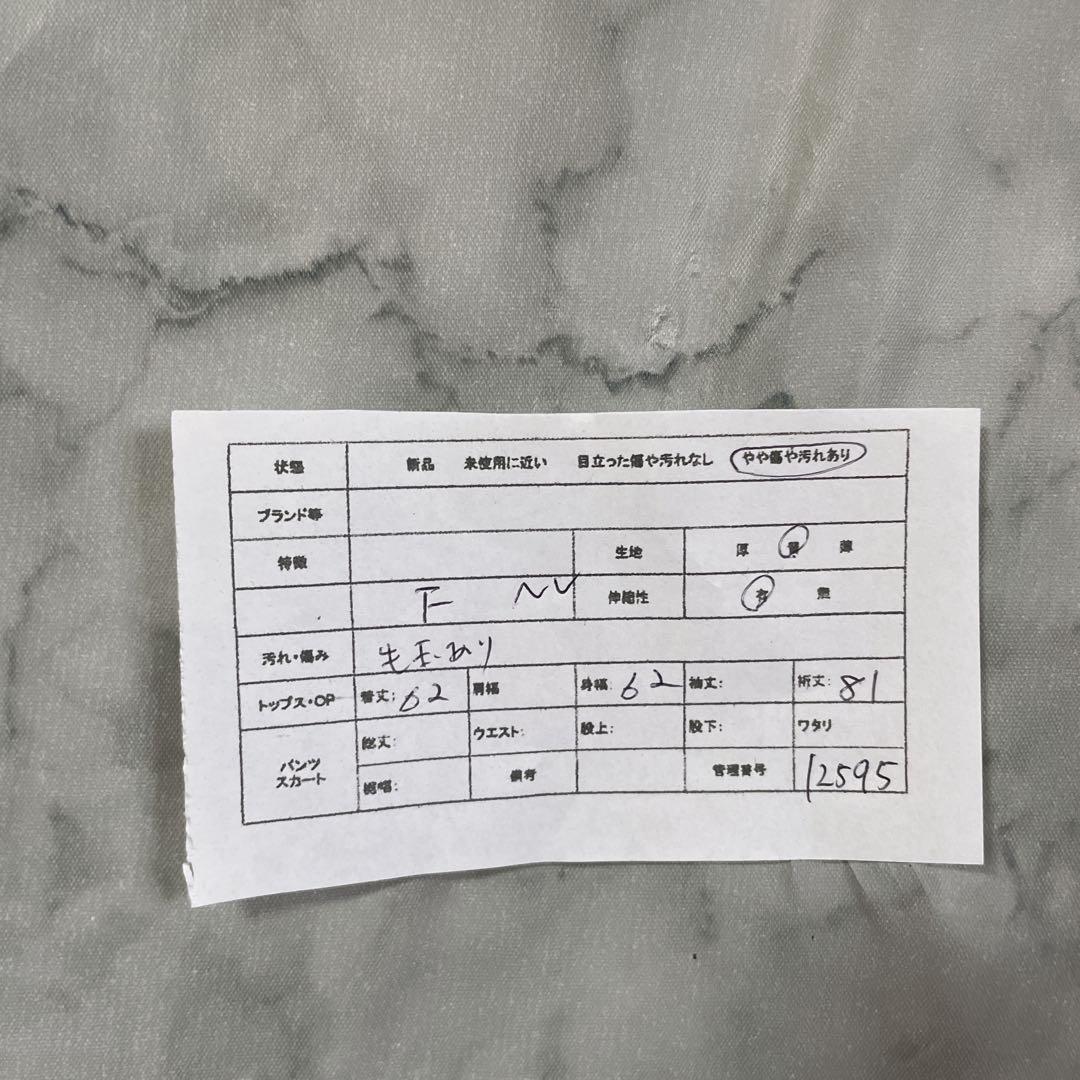 状態 新品 未使用に近い 目立った傷や汚れなし やや傷や汚れあり
ブランド等
特徴 生地 厚 普 薄
F NV 伸縮性 有 無
汚れ・傷み 毛玉あり
トップス・OP 着丈: 62 肩幅 身幅: 62 袖丈: 裄丈: 81
パンツ スカート 総丈: ウエスト: 股上: 股下: ワタリ
裾幅: 備考 管理番号 12595